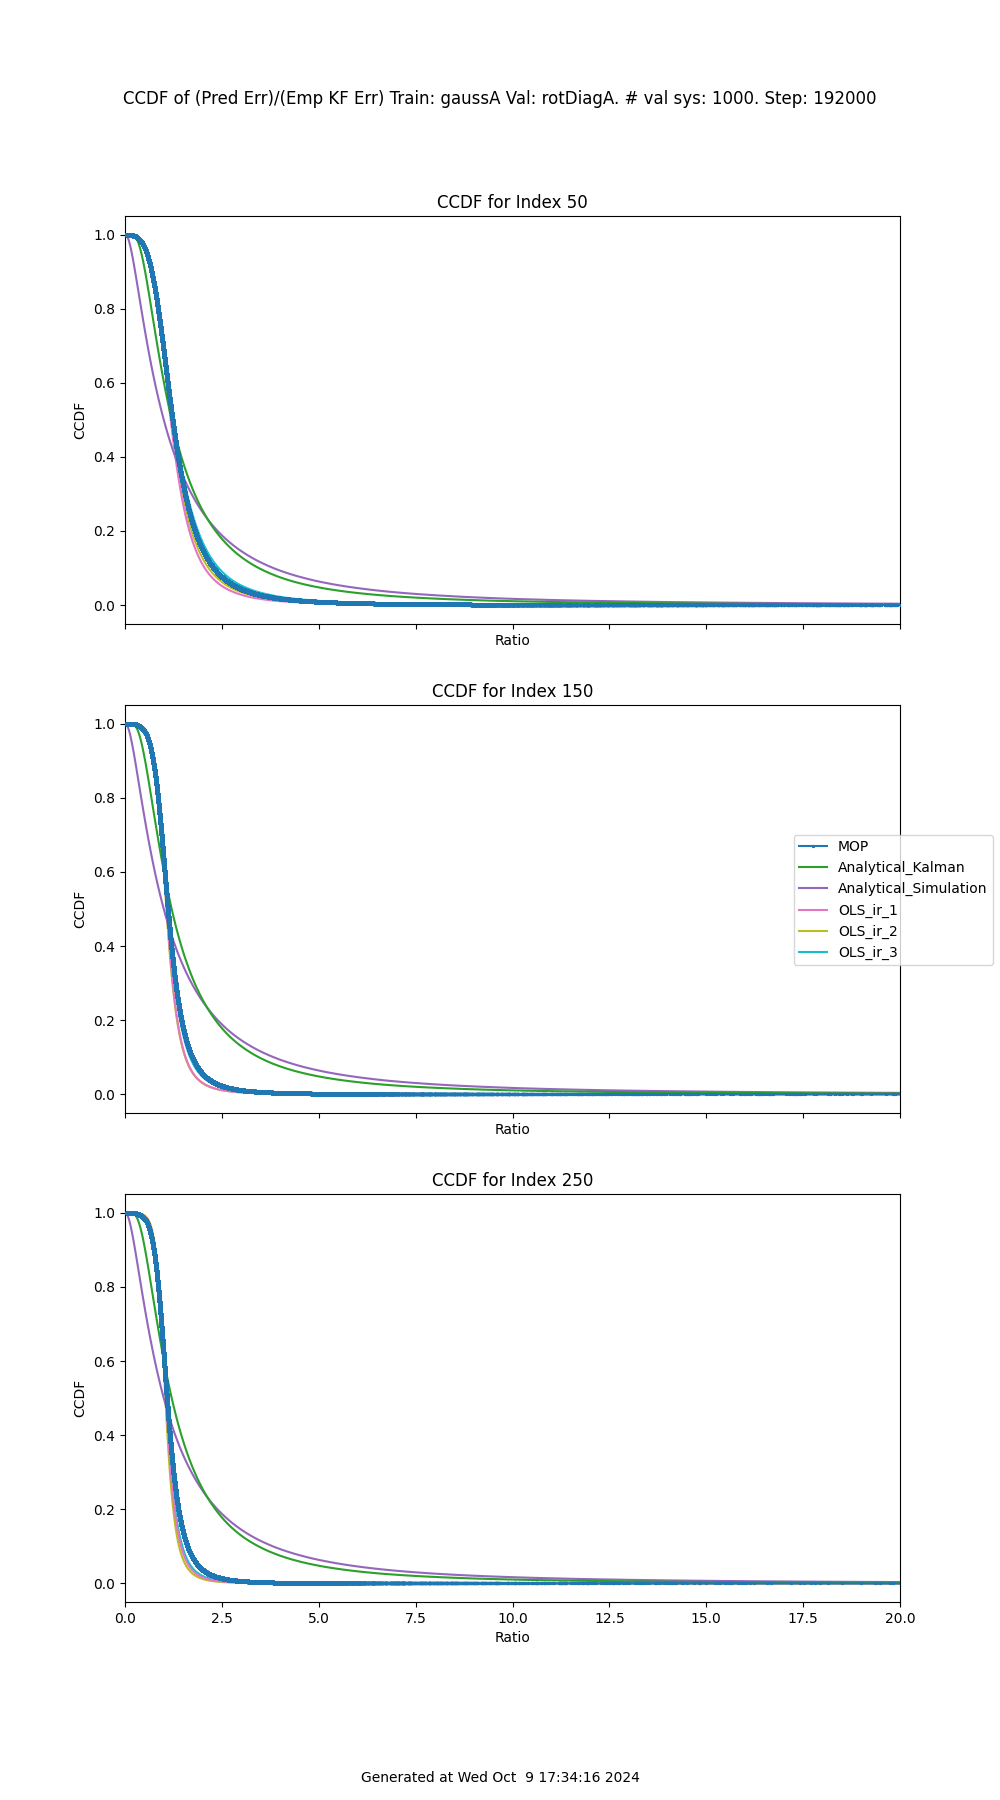 CCDF of (Pred Err)/(Emp KF Err) Train: gaussA Val: rotDiagA. # val sys: 1000. Step: 192000
CCDF for Index 50
1.0
0.8
0.6
0.4
0.2
0.0
CCDF
Ratio
CCDF for Index 150
1.0
0.8
0.6
0.4
0.2
0.0
CCDF
Ratio
MOP
Analytical_Kalman
Analytical_Simulation
OLS_ir_1
OLS_ir_2
OLS_ir_3
CCDF for Index 250
1.0
0.8
0.6
0.4
0.2
0.0
CCDF
0.0 2.5 5.0 7.5 10.0 12.5 15.0 17.5 20.0
Ratio
Generated at Wed Oct  9 17:34:16 2024